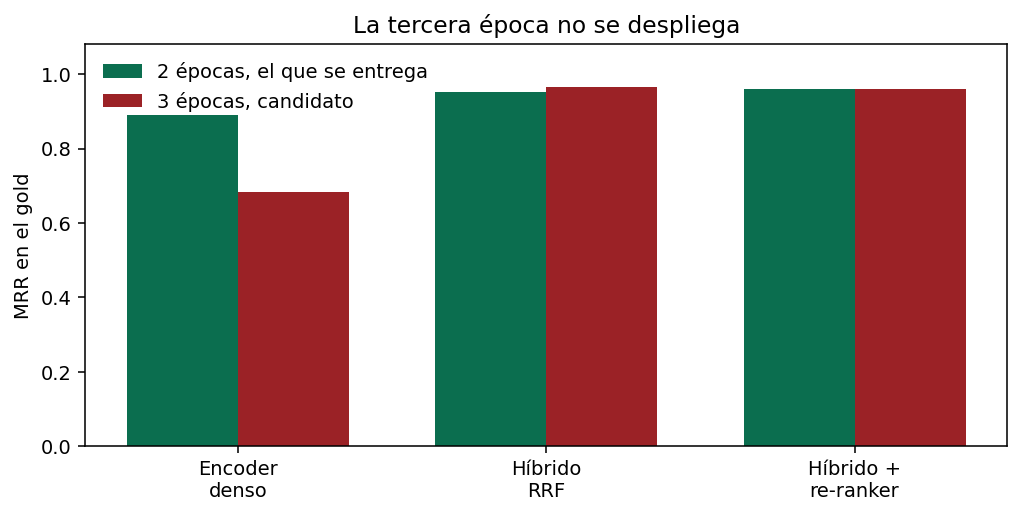 La tercera época no se despliega
2 épocas, el que se entrega
3 épocas, candidato
MRR en el gold
1.0
0.8
0.6
0.4
0.2
0.0
Encoder
denso
Híbrido
RRF
Híbrido +
re-ranker